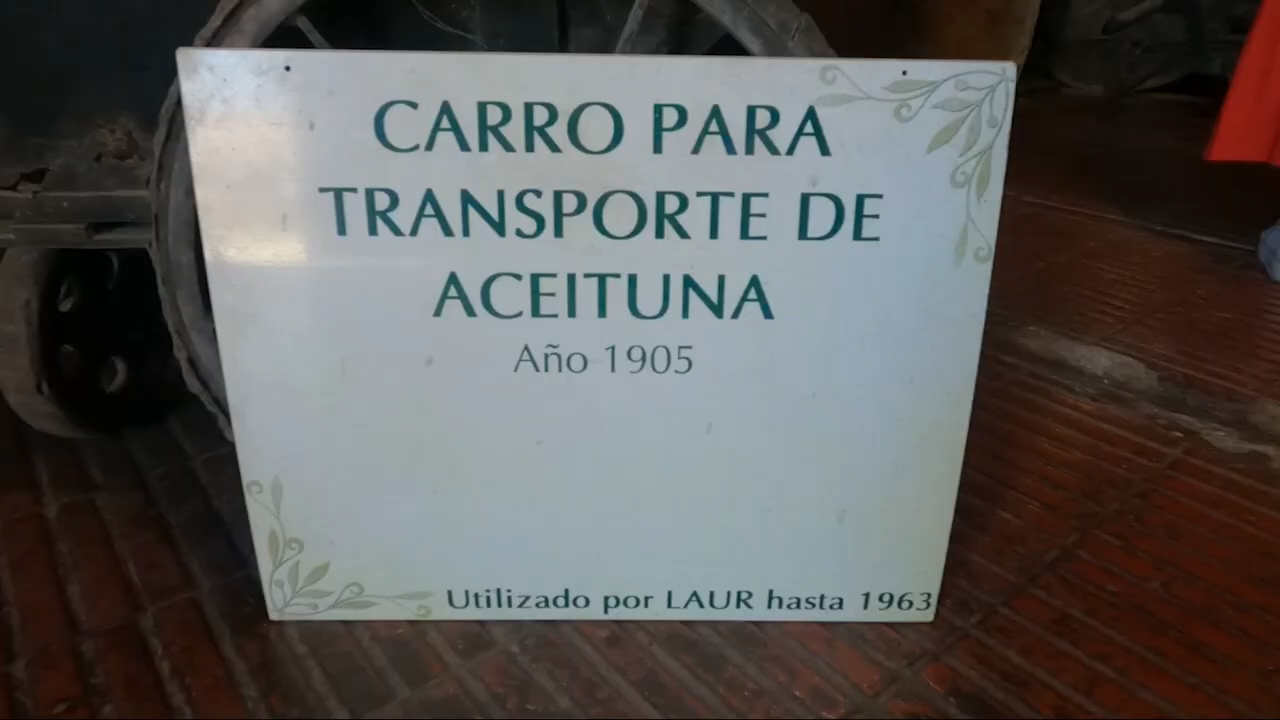 CARRO PARA
TRANSPORTE DE
ACEITUNA
Año 1905
Utilizado por LAUR hasta 1963